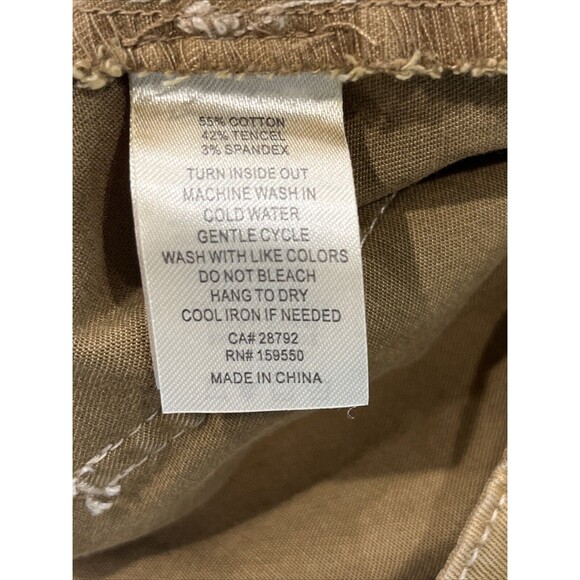 55% COTTON
42% TENCEL
3% SPANDEX
TURN INSIDE OUT
MACHINE WASH IN
COLD WATER
GENTLE CYCLE
WASH WITH LIKE COLORS
DO NOT BLEACH
HANG TO DRY
COOL IRON IF NEEDED
CA# 28792
RN# 159550
MADE IN CHINA